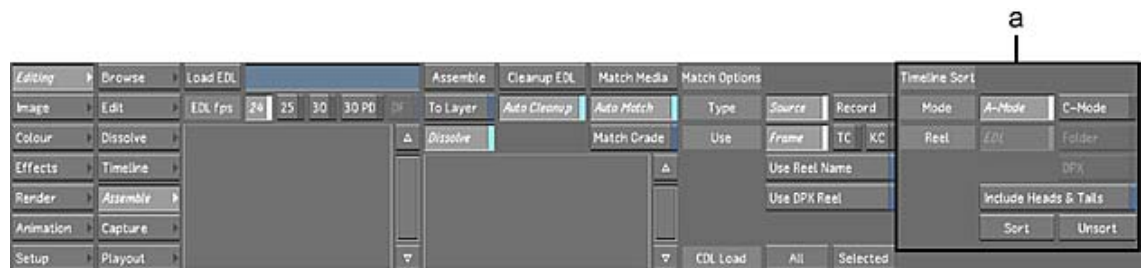 a
Editing Browse Load EDL Assemble Cleanup EDL Match Media Match Options Timeline Sort
Image Edit EDL fps 24 25 30 30 PD DF To Layer Auto Cleanup Auto Match Type Source Record Mode A-Mode C-Mode
Colour Dissolve Dissolve Match Grade Use Frame TC KC Reel EDL Folder
Effects Timeline Use Reel Name DPX
Render Assemble Use DPX Reel Include Heads & Tails
Animation Capture Sort Unsort
Setup Playout CDL Load All Selected